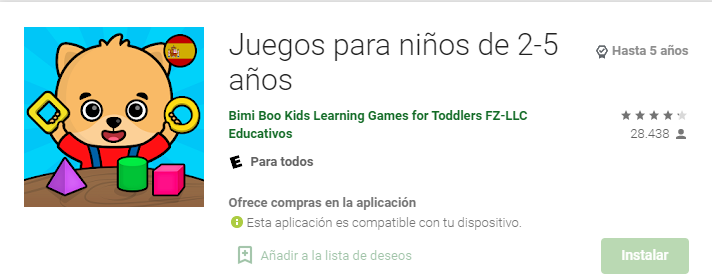 Juegos para niños de 2-5
años
Hasta 5 años
Bimi Boo Kids Learning Games for Toddlers FZ-LLC
Educativos
28.438
E Para todos
Ofrece compras en la aplicación
Esta aplicación es compatible con tu dispositivo.
Añadir a la lista de deseos
Instalar